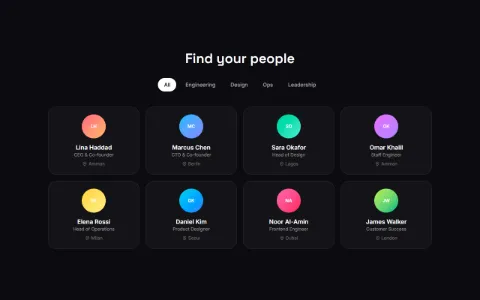 Find your people
All Engineering Design Ops Leadership
LH MC SO OK
Lina Haddad Marcus Chen Sara Okafor Omar Khalil
CEO & Co-founder CTO & Co-founder Head of Design Staff Engineer
Amman Berlin Lagos Amman
ER DK NA JW
Elena Rossi Daniel Kim Noor Al-Amin James Walker
Head of Operations Product Designer Frontend Engineer Customer Success
Milan Seoul Dubai London